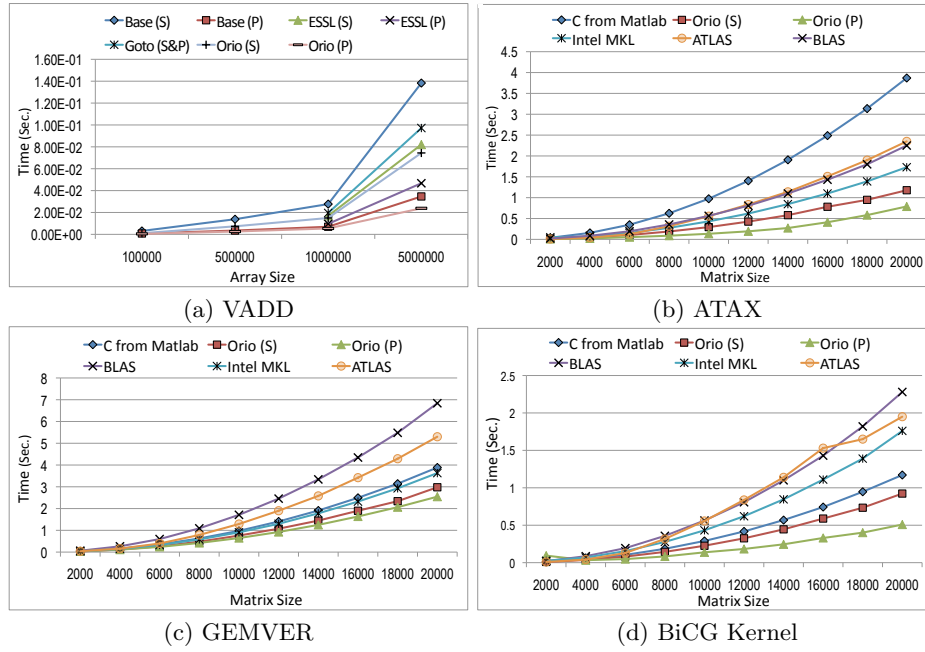 Base (S) Base (P) ESSL (S) ESSL (P)
Goto (S&P) Orio (S) Orio (P)
1.60E-01
1.40E-01
1.20E-01
1.00E-01
8.00E-02
6.00E-02
4.00E-02
2.00E-02
0.00E+00
Time (Sec.)
100000 500000 1000000 5000000
Array Size
(a) VADD
C from Matlab Orio (S) Orio (P)
Intel MKL ATLAS BLAS
4.5
4
3.5
3
2.5
2
1.5
1
0.5
0
Time (Sec.)
2000 4000 6000 8000 10000 12000 14000 16000 18000 20000
Matrix Size
(b) ATAX
C from Matlab Orio (S) Orio (P)
BLAS Intel MKL ATLAS
8
7
6
5
4
3
2
1
0
Time (Sec.)
2000 4000 6000 8000 10000 12000 14000 16000 18000 20000
Matrix Size
(c) GEMVER
C from Matlab Orio (S) Orio (P)
BLAS Intel MKL ATLAS
2.5
2
1.5
1
0.5
0
Time (Sec.)
2000 4000 6000 8000 10000 12000 14000 16000 18000 20000
Matrix Size
(d) BiCG Kernel